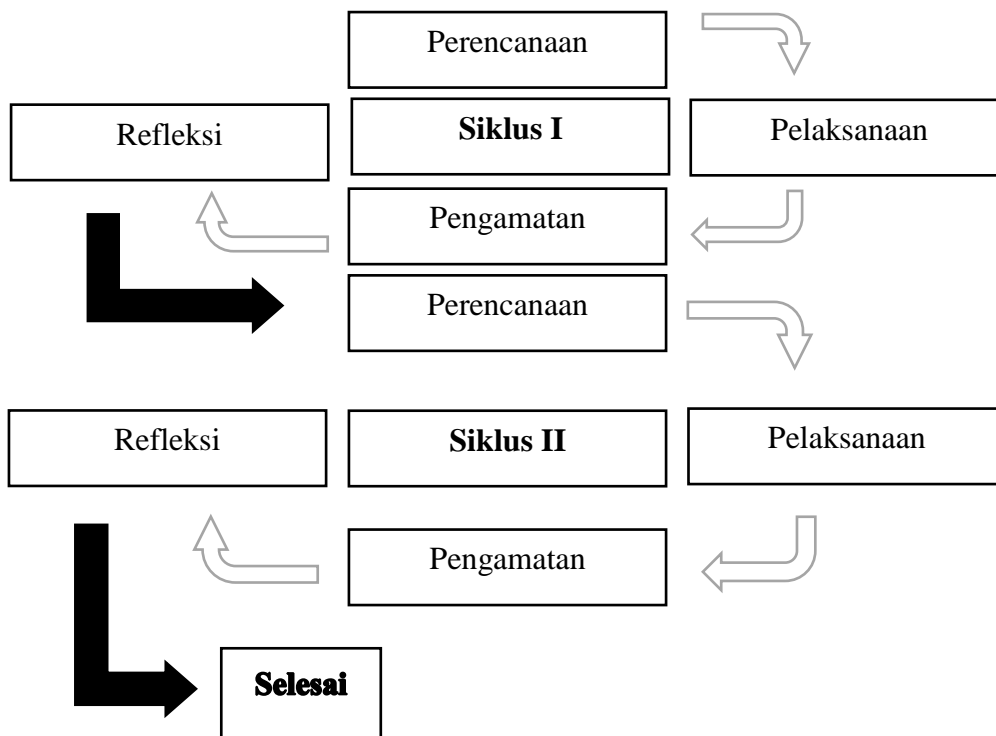 Perencanaan
Refleksi
Siklus I
Pelaksanaan
Pengamatan
Perencanaan
Refleksi
Siklus II
Pelaksanaan
Pengamatan
Selesai